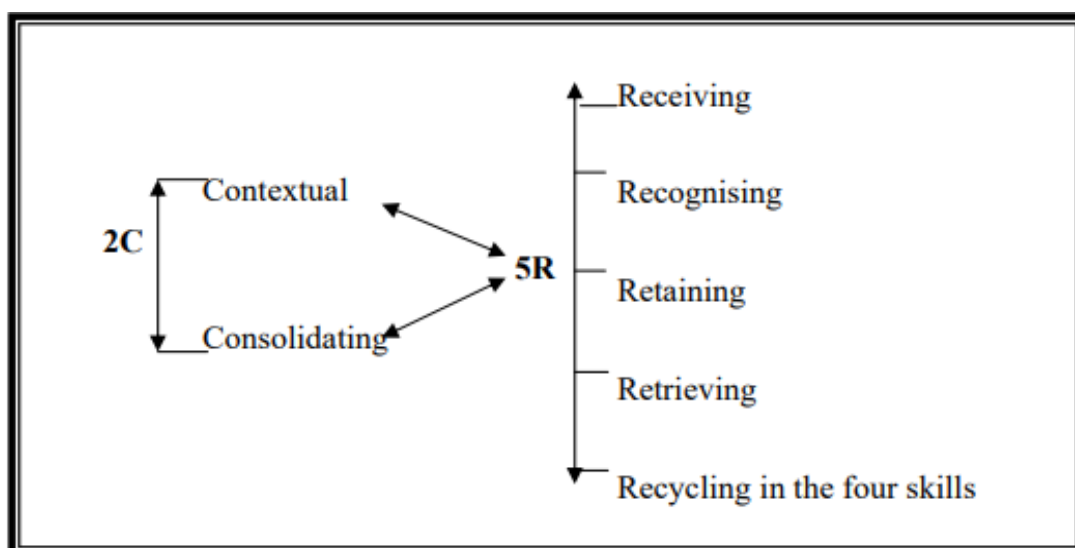 Receiving
Contextual
Recognising
2C
5R
Retaining
Consolidating
Retrieving
Recycling in the four skills